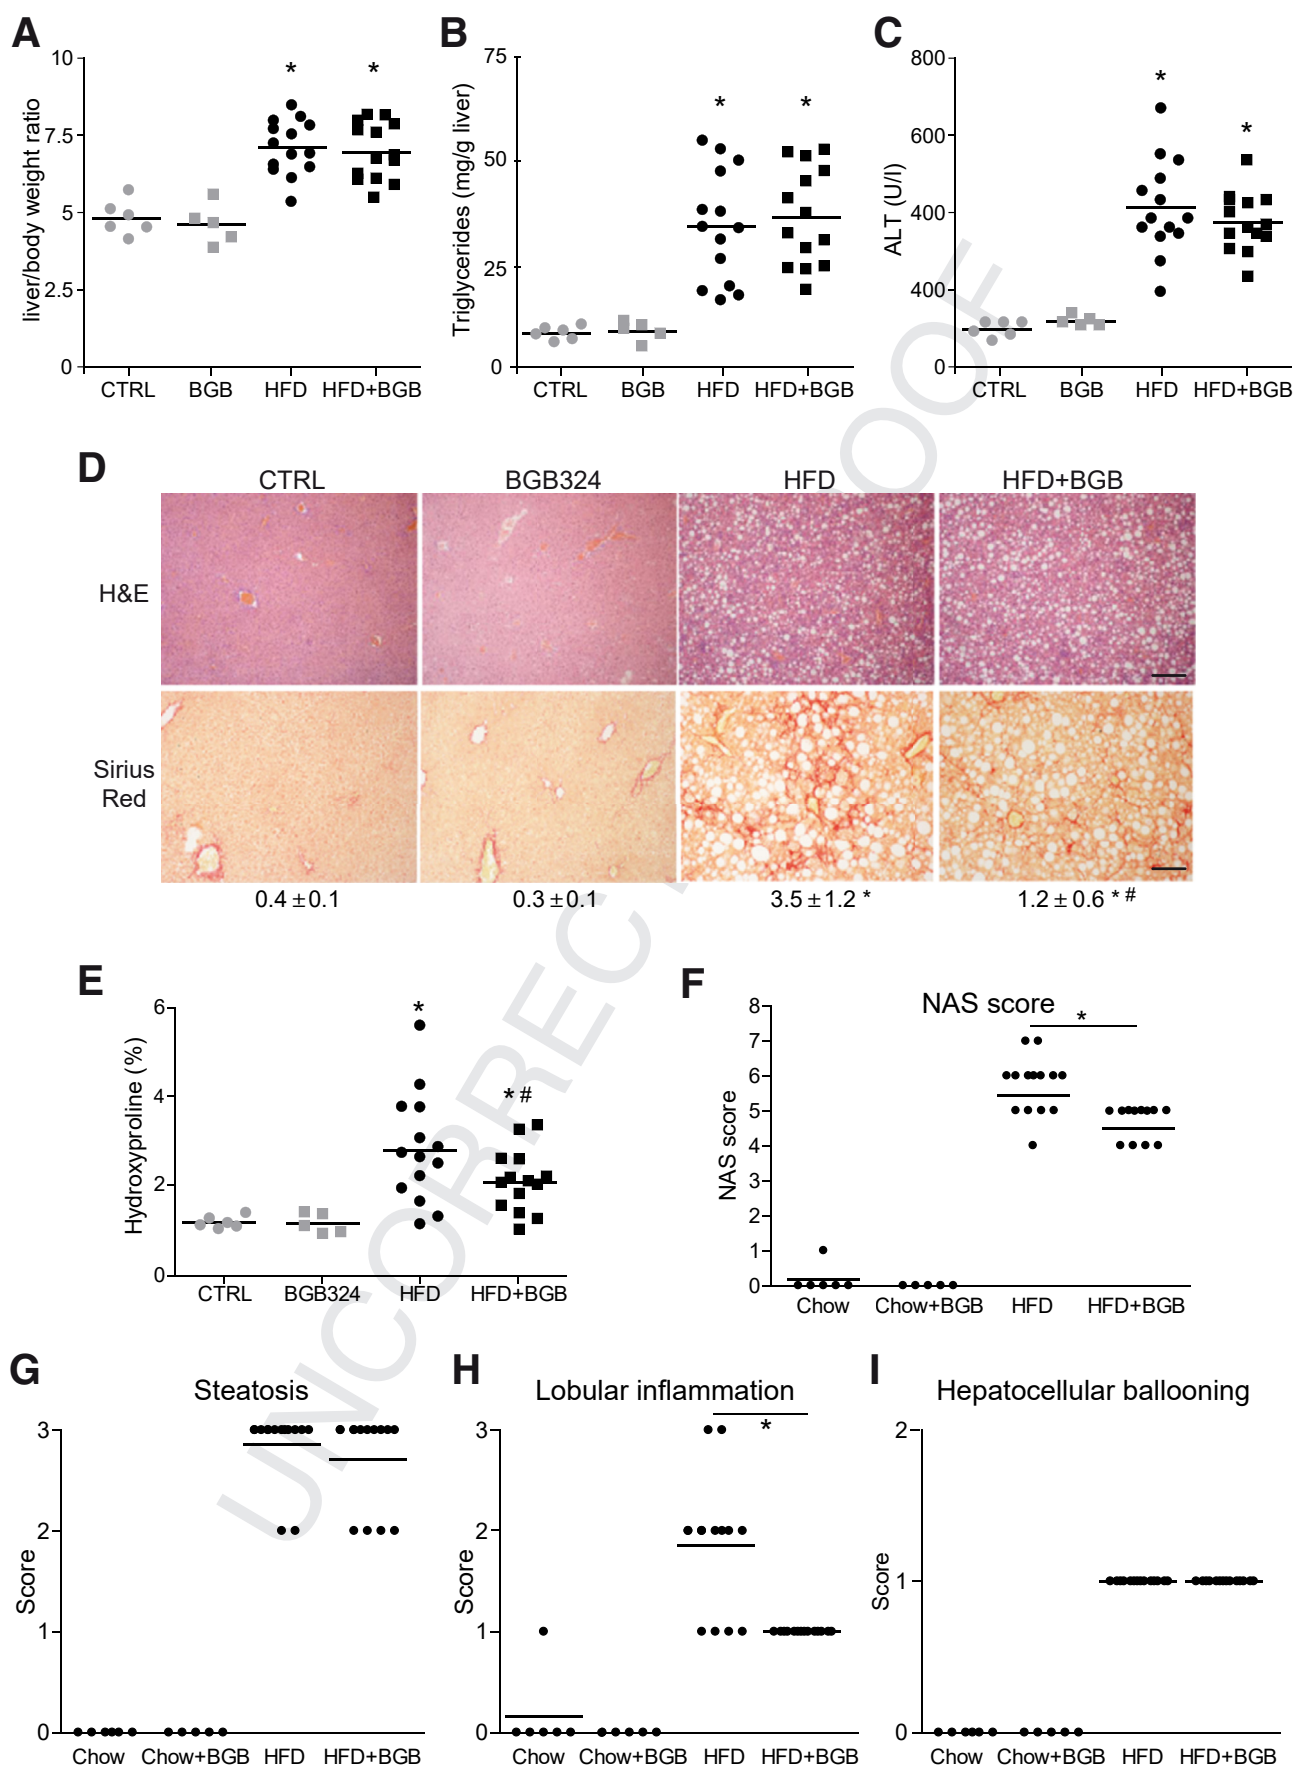 A
10
7.5
5
2.5
0
liver/body weight ratio
*
*
CTRL BGB HFD HFD+BGB
B
75
50
25
0
Triglycerides (mg/g liver)
*
*
CTRL BGB HFD HFD+BGB
C
800
600
400
400
0
ALT (U/l)
*
*
CTRL BGB HFD HFD+BGB
D
CTRL BGB324 HFD HFD+BGB
H&E
Sirius
Red
0.4 ± 0.1 0.3 ± 0.1 3.5 ± 1.2 * 1.2 ± 0.6 * #
E
6
4
2
0
Hydroxyproline (%)
*
* #
CTRL BGB324 HFD HFD+BGB
F
NAS score
8
7
6
5
4
3
2
1
0
NAS score
*
Chow Chow+BGB HFD HFD+BGB
G
Steatosis
3
2
1
0
Score
Chow Chow+BGB HFD HFD+BGB
H
Lobular inflammation
3
2
1
0
Score
*
Chow Chow+BGB HFD HFD+BGB
I
Hepatocellular ballooning
2
1
0
Score
Chow Chow+BGB HFD HFD+BGB